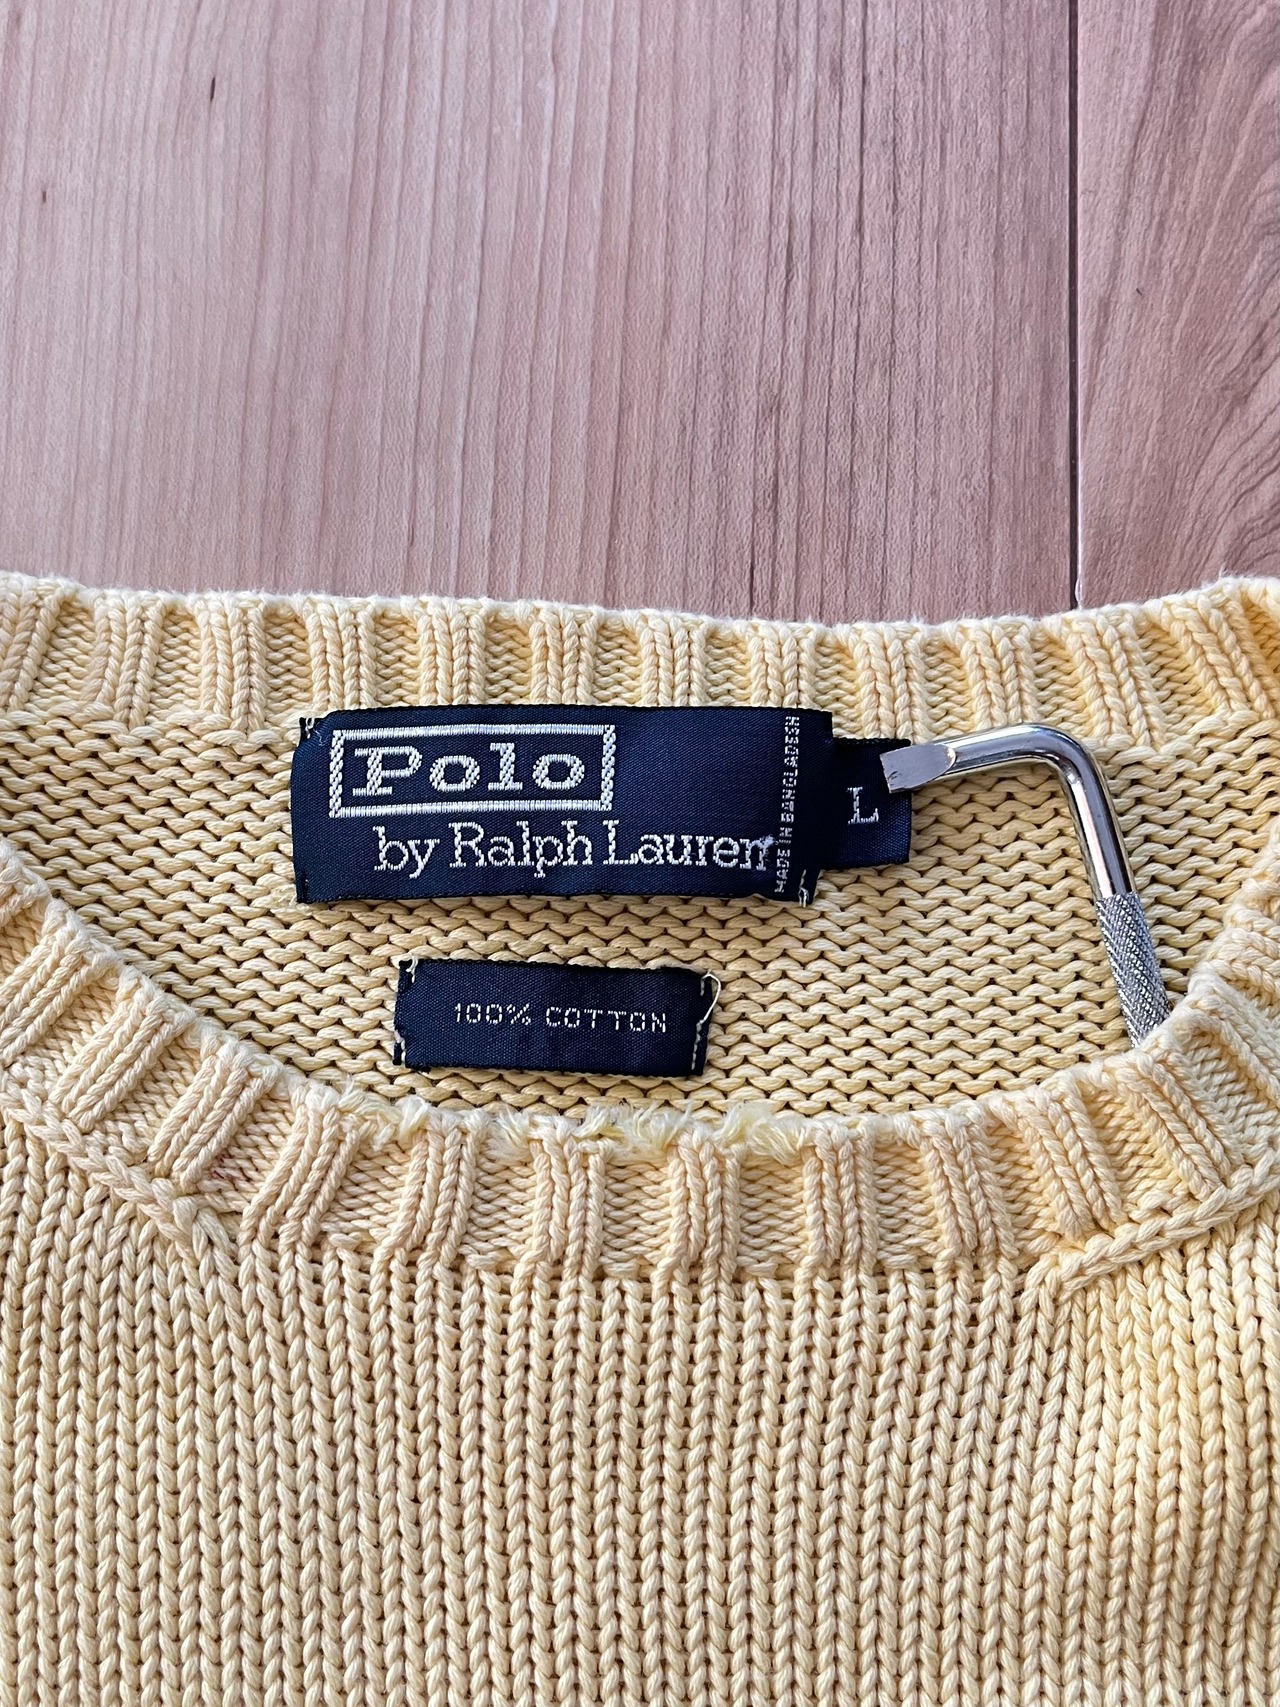 Polo
by Ralph Lauren
MADE IN BANGLADESH
L
100% COTTON